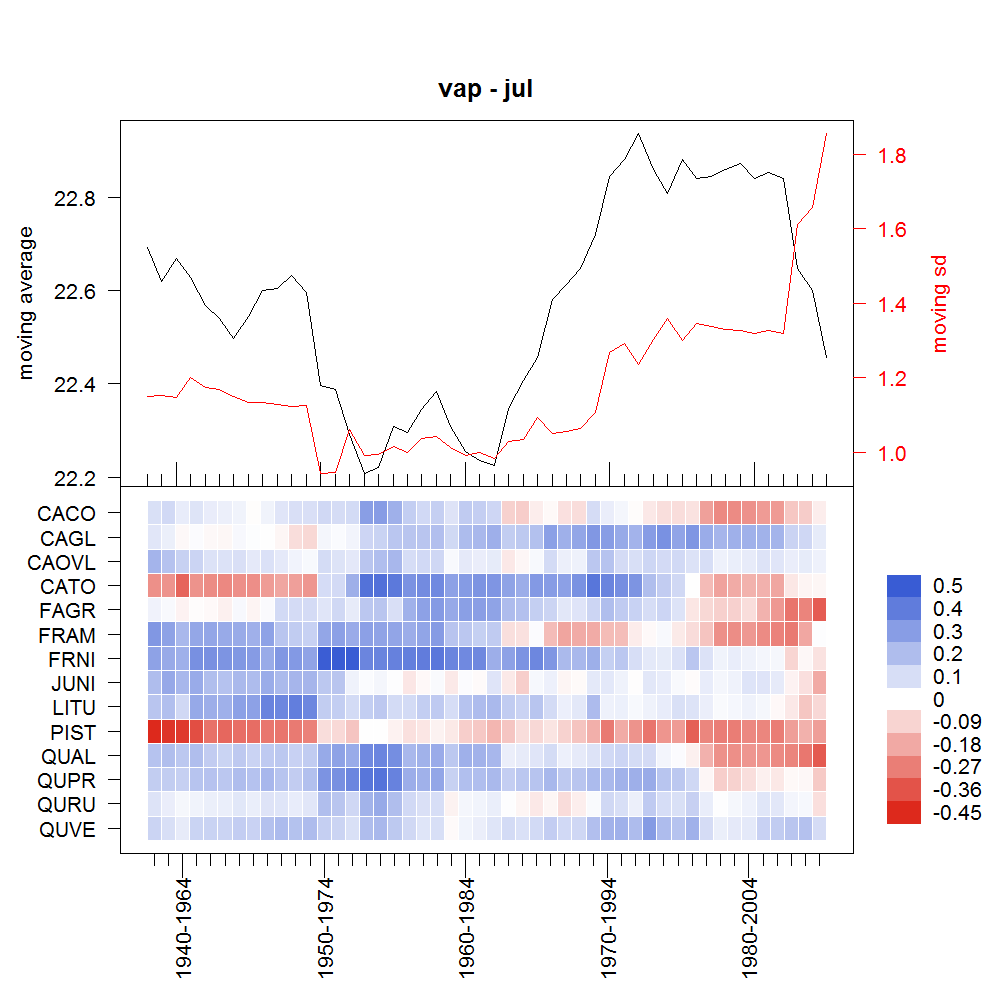 vap - jul
moving average
22.8
22.6
22.4
22.2
1.8
1.6
1.4
1.2
1.0
moving sd
CACO
CAGL
CAOVL
CATO
FAGR
FRAM
FRNI
JUNI
LITU
PIST
QUAL
QUPR
QURU
QUVE
0.5
0.4
0.3
0.2
0.1
0
-0.09
-0.18
-0.27
-0.36
-0.45
1940-1964
1950-1974
1960-1984
1970-1994
1980-2004